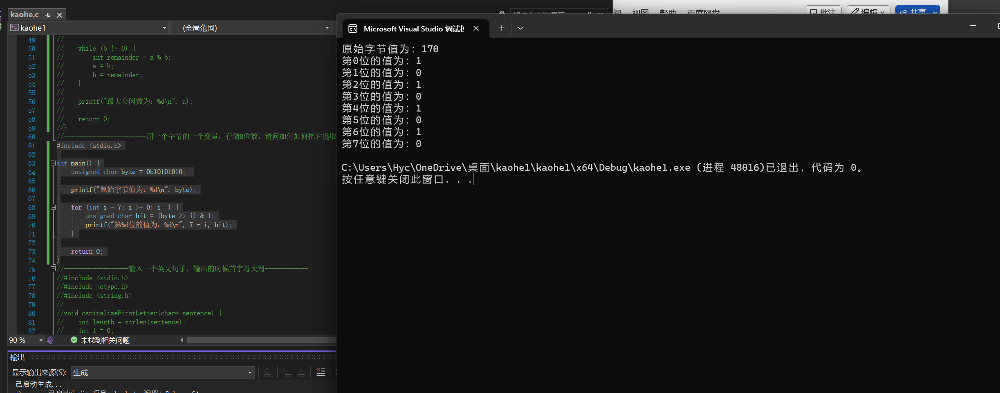 kaohe.c
kaohe1
(全局范围)
49 //
50 // while (b != 0) {
51 // int remainder = a % b;
52 // a = b;
53 // b = remainder;
54 // }
55 //
56 // printf("最大公因数为: %d\n", a);
57 //
58 // return 0;
59 //}
60 //-----------------------用一个字节的一个变量，存储8位数，请问如何如何把它提取
61 #include <stdio.h>
62
63 int main() {
64 unsigned char byte = 0b10101010;
65
66 printf("原始字节值为: %d\n", byte);
67
68 for (int i = 7; i >= 0; i--) {
69 unsigned char bit = (byte >> i) & 1;
70 printf("第%d位的值为: %d\n", 7 - i, bit);
71 }
72
73 return 0;
74 }
75 //------------------输入一个英文句子，输出的时候首字母大写------------
76 //#include <stdio.h>
77 //#include <ctype.h>
78 //#include <string.h>
79 //
80 //void capitalizeFirstLetter(char* sentence) {
81 // int length = strlen(sentence);
82 // int i = 0;
90 %
未找到相关问题
输出
显示输出来源(S): 生成
已启动生成...
视图 帮助 百度网盘 批注 编辑 共享
Microsoft Visual Studio 调试
原始字节值为: 170
第0位的值为: 1
第1位的值为: 0
第2位的值为: 1
第3位的值为: 0
第4位的值为: 1
第5位的值为: 0
第6位的值为: 1
第7位的值为: 0
C:\Users\Hyc\OneDrive\桌面\kaohe1\kaohe1\x64\Debug\kaohe1.exe (进程 48016)已退出，代码为 0。
按任意键关闭此窗口. . .